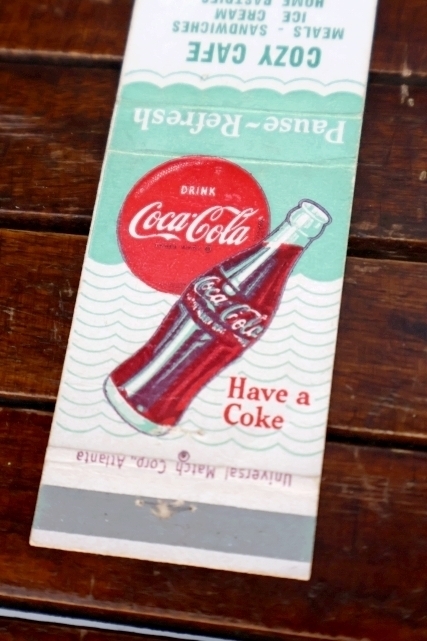 HOME PASTRIES
ICE CREAM
MEALS - SANDWICHES
COZY CAFE
Pause~Refresh
DRINK
Coca-Cola
Coca-Cola
Have a
Coke
Universal Match Corp., Atlanta